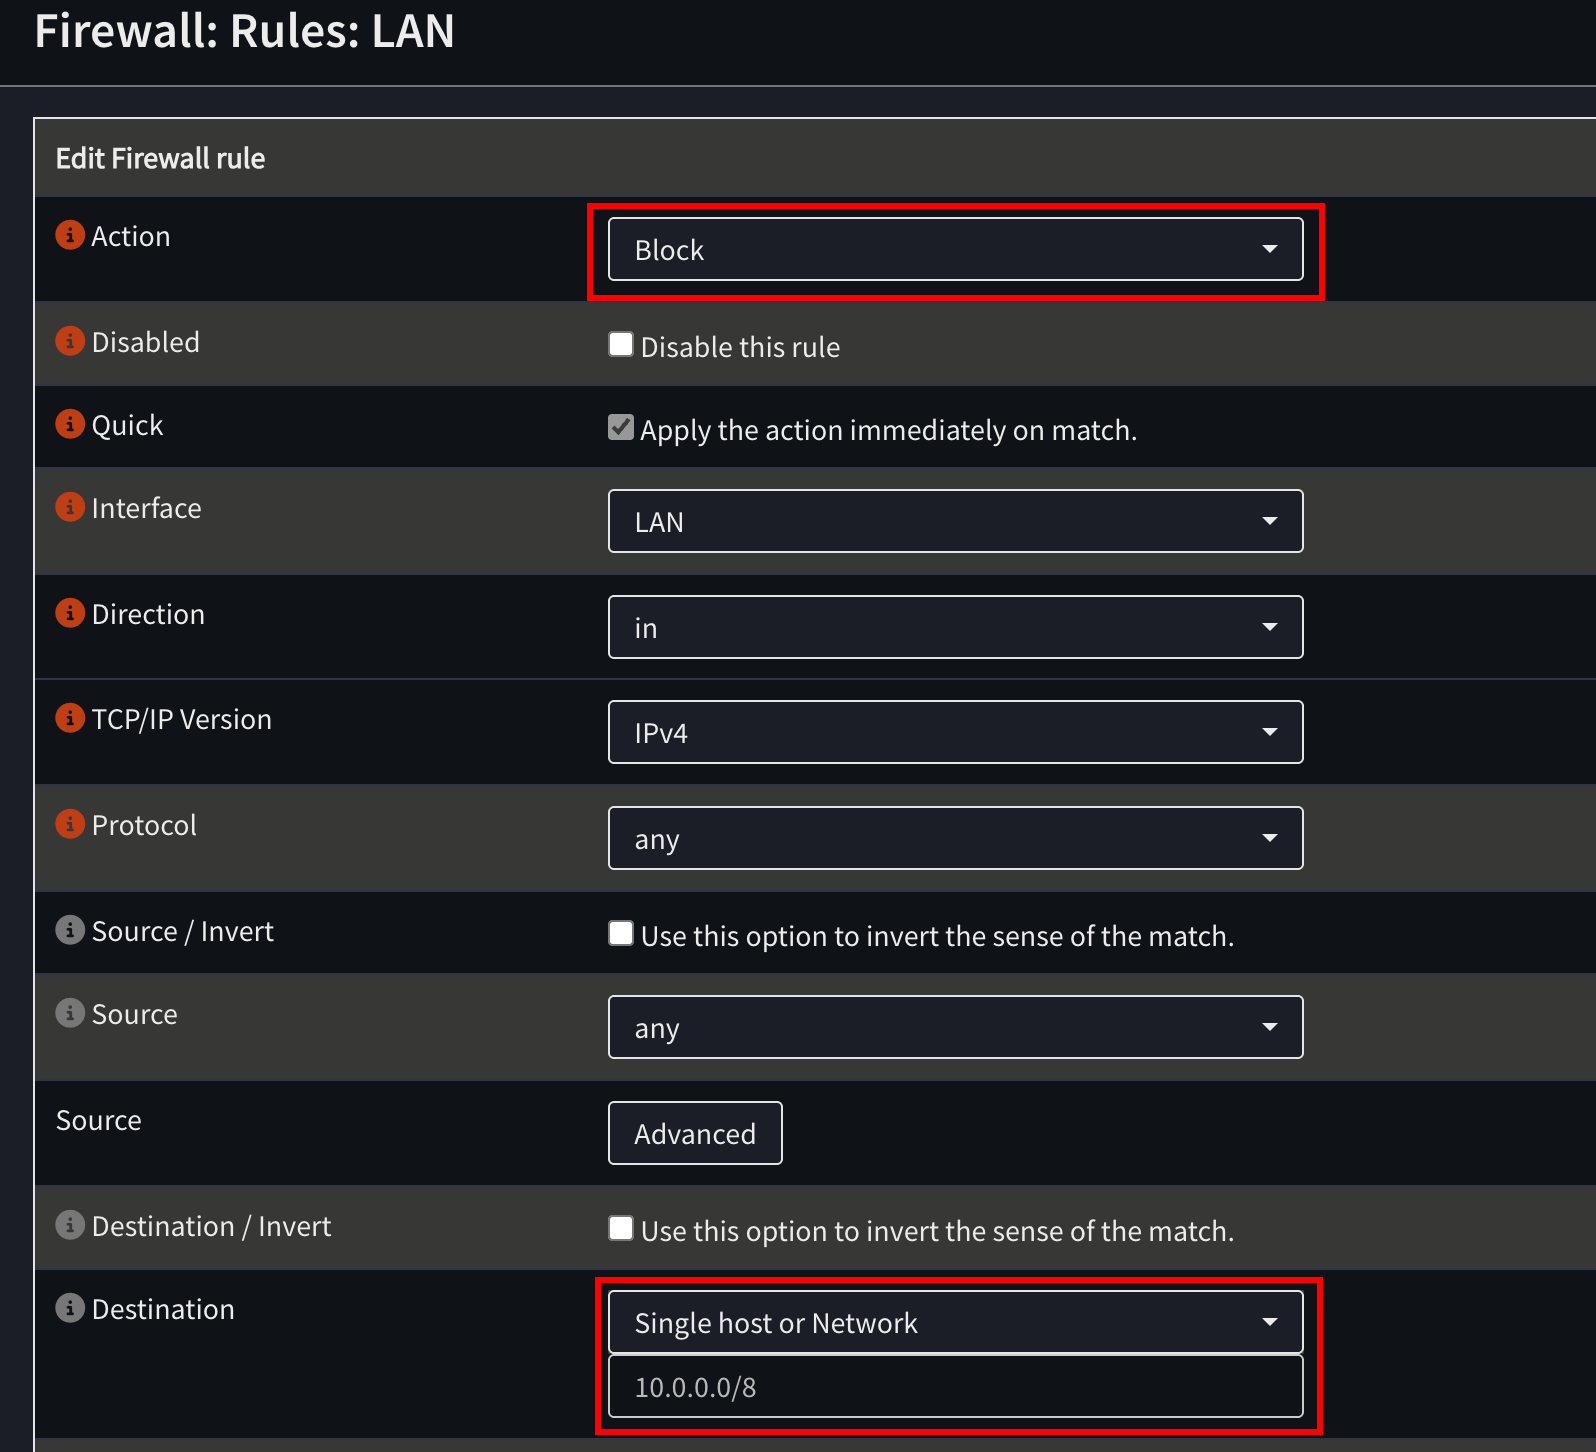 Firewall: Rules: LAN
Edit Firewall rule
Action
Block
Disabled
Disable this rule
Quick
Apply the action immediately on match.
Interface
LAN
Direction
in
TCP/IP Version
IPv4
Protocol
any
Source / Invert
Use this option to invert the sense of the match.
Source
any
Source
Advanced
Destination / Invert
Use this option to invert the sense of the match.
Destination
Single host or Network
10.0.0.0/8